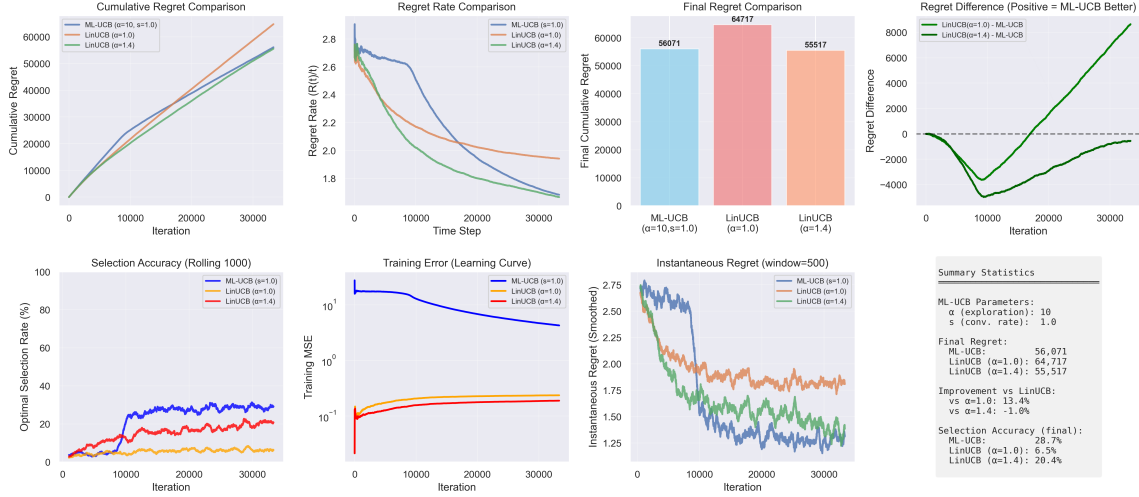 Cumulative Regret Comparison
Cumulative Regret
60000
50000
40000
30000
20000
10000
0
ML-UCB (α=10, s=1.0)
LinUCB (α=1.0)
LinUCB (α=1.4)
0 10000 20000 30000
Iteration
Regret Rate Comparison
Regret Rate (R(t)/t)
2.8
2.6
2.4
2.2
2.0
1.8
ML-UCB (α=10, s=1.0)
LinUCB (α=1.0)
LinUCB (α=1.4)
0 10000 20000 30000
Time Step
Final Regret Comparison
Final Cumulative Regret
60000
50000
40000
30000
20000
10000
0
56071
64717
55517
ML-UCB
(α=10,s=1.0)
LinUCB
(α=1.0)
LinUCB
(α=1.4)
Regret Difference (Positive = ML-UCB Better)
Regret Difference
8000
6000
4000
2000
0
−2000
−4000
LinUCB(α=1.0) - ML-UCB
LinUCB(α=1.4) - ML-UCB
0 10000 20000 30000
Iteration
Selection Accuracy (Rolling 1000)
Optimal Selection Rate (%)
100
80
60
40
20
0
ML-UCB (s=1.0)
LinUCB (α=1.0)
LinUCB (α=1.4)
0 10000 20000 30000
Iteration
Training Error (Learning Curve)
Training MSE
10¹
10⁰
10⁻¹
ML-UCB (s=1.0)
LinUCB (α=1.0)
LinUCB (α=1.4)
0 10000 20000 30000
Iteration
Instantaneous Regret (window=500)
Instantaneous Regret (Smoothed)
2.75
2.50
2.25
2.00
1.75
1.50
1.25
ML-UCB (s=1.0)
LinUCB (α=1.0)
LinUCB (α=1.4)
0 10000 20000 30000
Iteration
Summary Statistics
ML-UCB Parameters:
α (exploration): 10
s (conv. rate): 1.0
Final Regret:
ML-UCB: 56,071
LinUCB (α=1.0): 64,717
LinUCB (α=1.4): 55,517
Improvement vs LinUCB:
vs α=1.0: 13.4%
vs α=1.4: -1.0%
Selection Accuracy (final):
ML-UCB: 28.7%
LinUCB (α=1.0): 6.5%
LinUCB (α=1.4): 20.4%